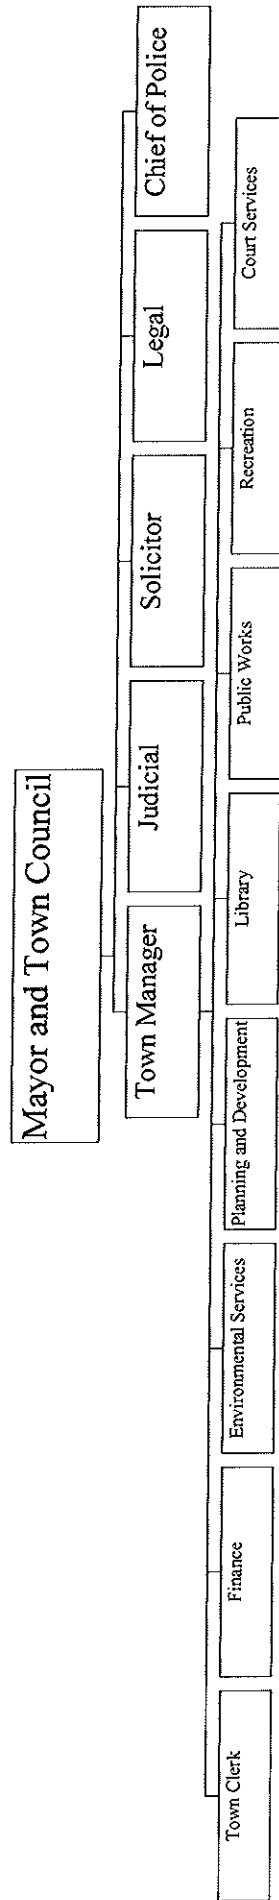 Mayor and Town Council
Town Manager
Judicial
Solicitor
Legal
Chief of Police
Town Clerk
Finance
Environmental Services
Planning and Development
Library
Public Works
Recreation
Court Services